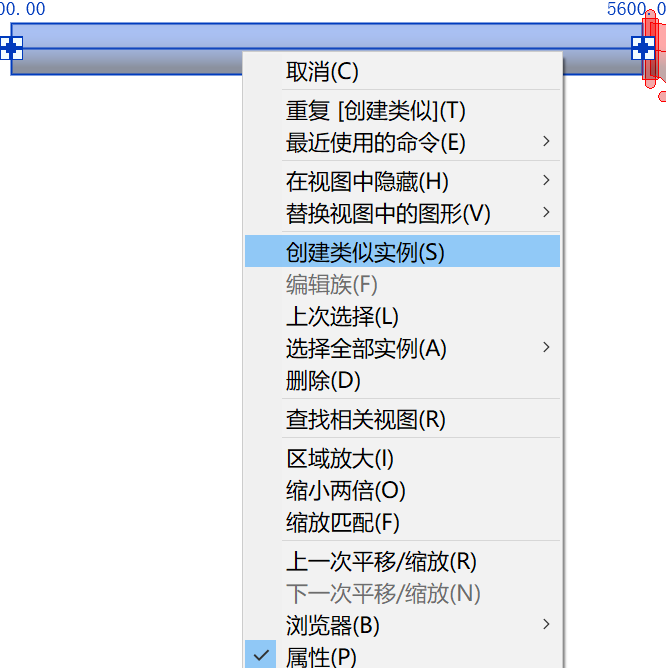 00.00
5600.0
取消(C)
重复 [创建类似](T)
最近使用的命令(E)
在视图中隐藏(H)
替换视图中的图形(V)
创建类似实例(S)
编辑族(F)
上次选择(L)
选择全部实例(A)
删除(D)
查找相关视图(R)
区域放大(I)
缩小两倍(O)
缩放匹配(F)
上一次平移/缩放(R)
下一次平移/缩放(N)
浏览器(B)
属性(P)